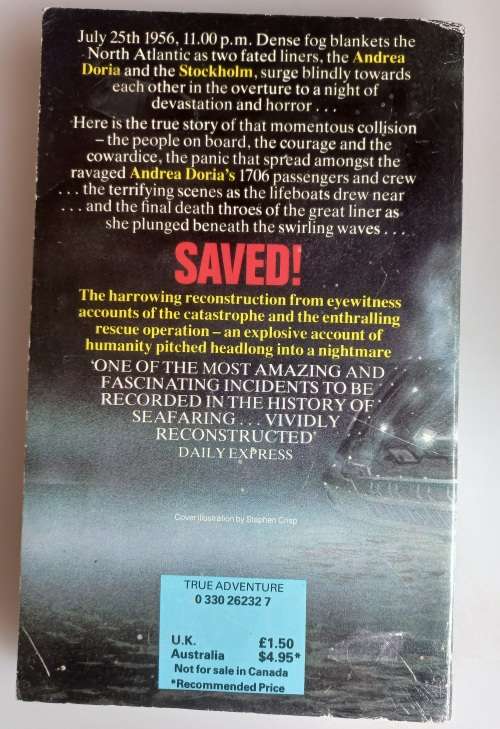 July 25th 1956, 11.00 p.m. Dense fog blankets the
North Atlantic as two fated liners, the Andrea
Doria and the Stockholm, surge blindly towards
each other in the overture to a night of
devastation and horror . . .
Here is the true story of that momentous collision
– the people on board, the courage and the
cowardice, the panic that spread amongst the
ravaged Andrea Doria's 1706 passengers and crew
. . . the terrifying scenes as the lifeboats drew near
. . . and the final death throes of the great liner as
she plunged beneath the swirling waves . . .
SAVED!
The harrowing reconstruction from eyewitness
accounts of the catastrophe and the enthralling
rescue operation – an explosive account of
humanity pitched headlong into a nightmare
'ONE OF THE MOST AMAZING AND
FASCINATING INCIDENTS TO BE
RECORDED IN THE HISTORY OF
SEAFARING . . . VIVIDLY
RECONSTRUCTED'
DAILY EXPRESS
Cover illustration by Stephen Crisp
TRUE ADVENTURE
0 330 26232 7
U.K. £1.50
Australia $4.95*
Not for sale in Canada
*Recommended Price